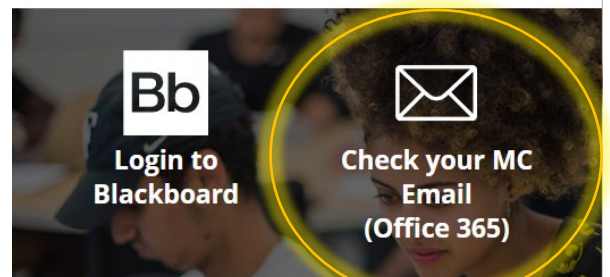 Bb
Login to
Blackboard
Check your MC
Email
(Office 365)